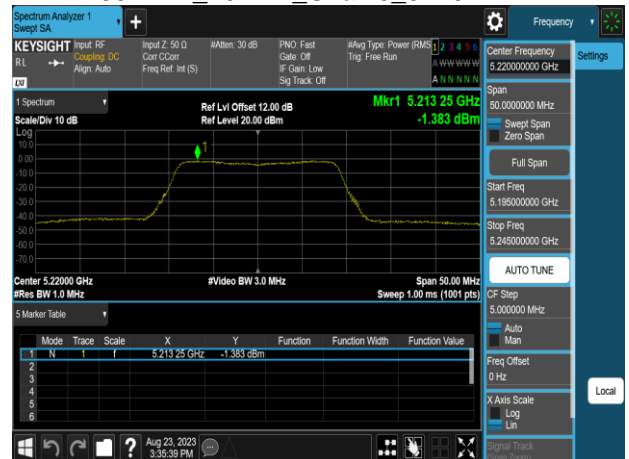 Spectrum Analyzer 1
Swept SA
Frequency
KEYSIGHT
RL
Input: RF
Coupling: DC
Align: Auto
Input Z: 50 Ω
Corr CCorr
Freq Ref: Int (S)
#Atten: 30 dB
PNO: Fast
Gate: Off
IF Gain: Low
Sig Track: Off
#Avg Type: Power (RMS
Trig: Free Run
1 2 3 4 5 6
A W W W W W
A N N N N N
LXI
1 Spectrum
Scale/Div 10 dB
Ref Lvl Offset 12.00 dB
Ref Level 20.00 dBm
Mkr1 5.213 25 GHz
-1.383 dBm
Log
10.0
0.00
-10.0
-20.0
-30.0
-40.0
-50.0
-60.0
-70.0
1
Center 5.22000 GHz
#Res BW 1.0 MHz
#Video BW 3.0 MHz
Span 50.00 MHz
Sweep 1.00 ms (1001 pts)
5 Marker Table
Mode Trace Scale X Y Function Function Width Function Value
1 N 1 f 5.213 25 GHz -1.383 dBm
2
3
4
5
6
Aug 23, 2023
3:35:39 PM
Center Frequency
5.220000000 GHz
Settings
Span
50.0000000 MHz
Swept Span
Zero Span
Full Span
Start Freq
5.195000000 GHz
Stop Freq
5.245000000 GHz
AUTO TUNE
CF Step
5.000000 MHz
Auto
Man
Freq Offset
0 Hz
X Axis Scale
Log
Lin
Local
Signal Track
(Span Zoom)